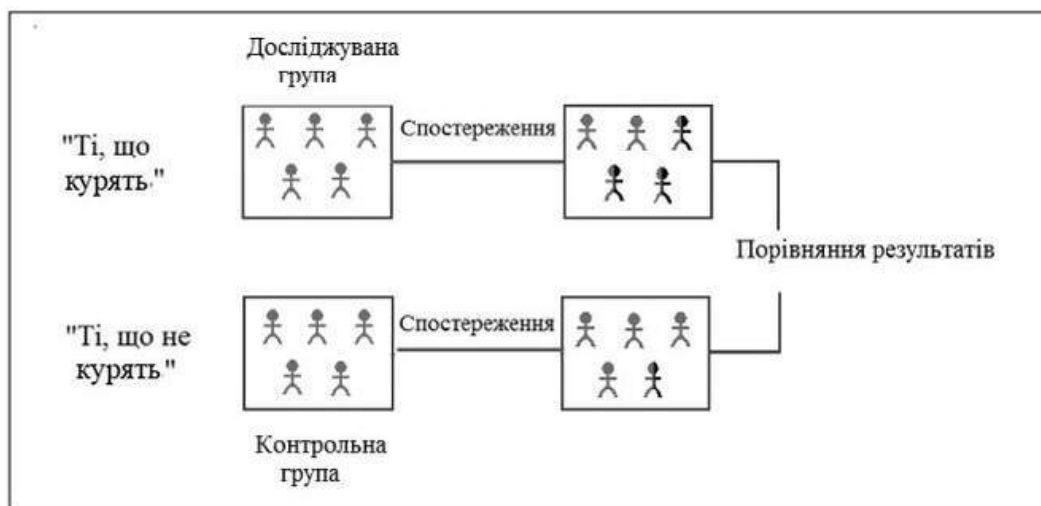 Досліджувана
група
"Ті, що
курять."
Спостереження
Порівняння результатів
"Ті, що не
курять."
Спостереження
Контрольна
група